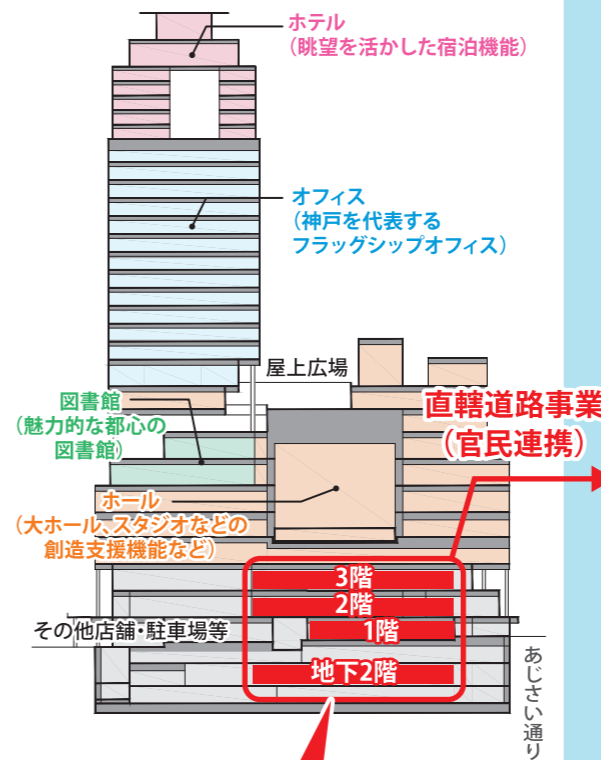 ホテル
(眺望を活かした宿泊機能)
オフィス
(神戸を代表する
フラッグシップオフィス)
屋上広場
図書館
(魅力的な都心の
図書館)
直轄道路事業
(官民連携)
ホール
(大ホール、スタジオなどの
創造支援機能など)
3階
2階
1階
その他店舗・駐車場等
地下2階
あじさい通り